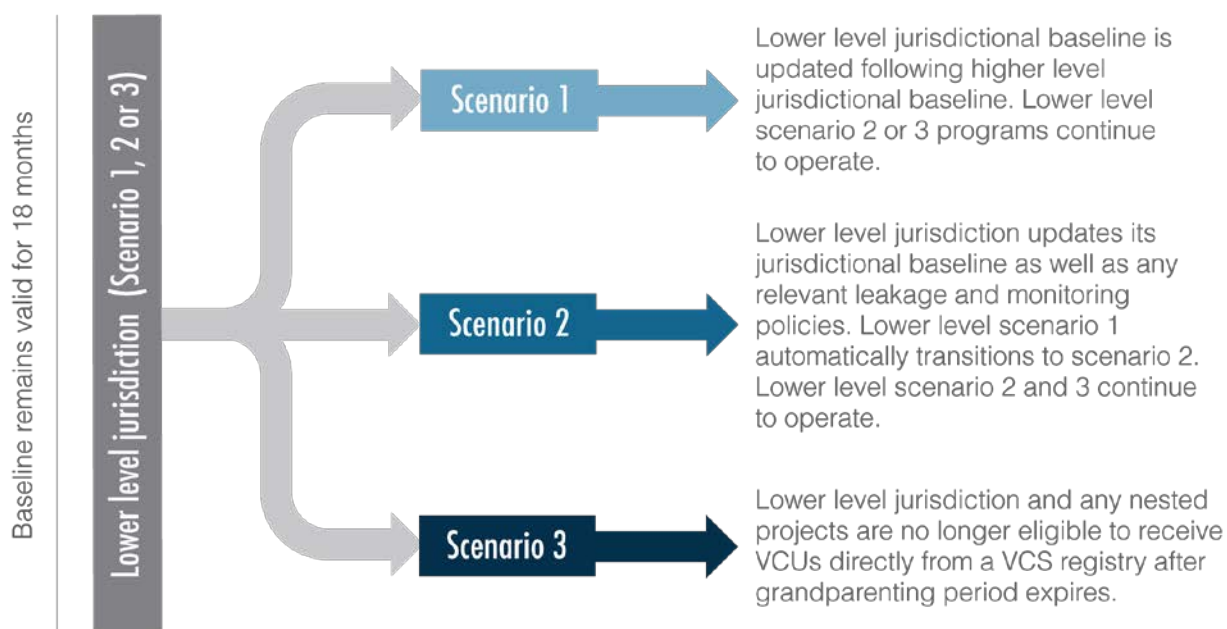 Baseline remains valid for 18 months
Lower level jurisdiction (Scenario 1, 2 or 3)
Scenario 1
Lower level jurisdictional baseline is
updated following higher level
jurisdictional baseline. Lower level
scenario 2 or 3 programs continue
to operate.
Scenario 2
Lower level jurisdiction updates its
jurisdictional baseline as well as any
relevant leakage and monitoring
policies. Lower level scenario 1
automatically transitions to scenario 2.
Lower level scenario 2 and 3 continue
to operate.
Scenario 3
Lower level jurisdiction and any nested
projects are no longer eligible to receive
VCUs directly from a VCS registry after
grandparenting period expires.